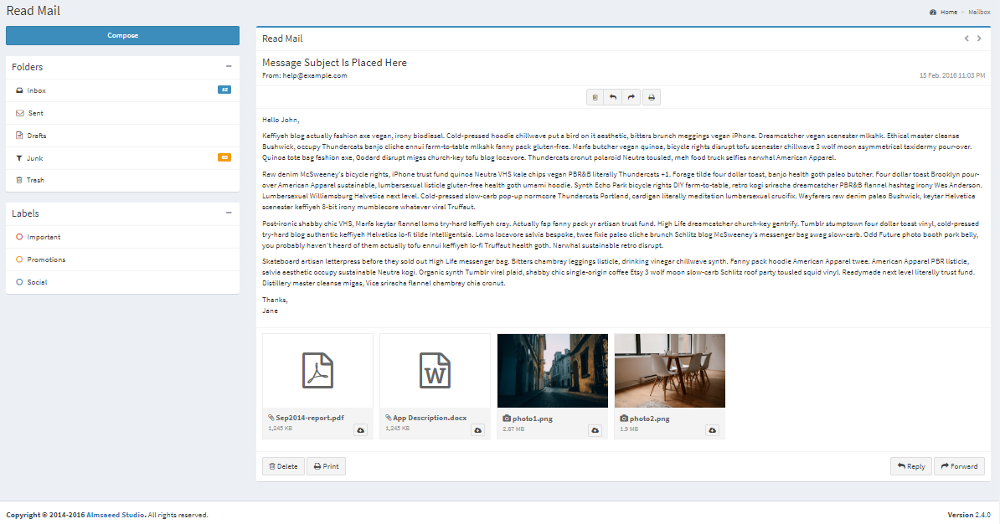 Read Mail
Home > Mailbox
Compose
Folders
Inbox 12
Sent
Drafts
Junk 65
Trash
Labels
Important
Promotions
Social
Read Mail
Message Subject Is Placed Here
From: help@example.com
15 Feb. 2016 11:03 PM
Hello John,
Keffiyeh blog actually fashion axe vegan, irony biodiesel. Cold-pressed hoodie chillwave put a bird on it aesthetic, bitters brunch meggings vegan iPhone. Dreamcatcher vegan scenester mlkshk. Ethical master cleanse
Bushwick, occupy Thundercats banjo cliche ennui farm-to-table mlkshk fanny pack gluten-free. Marfa butcher vegan quinoa, bicycle rights disrupt tofu scenester chillwave 3 wolf moon asymmetrical taxidermy pour-over.
Quinoa tote bag fashion axe, Godard disrupt migas church-key tofu blog locavore. Thundercats cronut polaroid Neutra tousled, meh food truck selfies narwhal American Apparel.
Raw denim McSweeney's bicycle rights, iPhone trust fund quinoa Neutra VHS kale chips vegan PBR&B literally Thundercats +1. Forage tilde four dollar toast, banjo health goth paleo butcher. Four dollar toast Brooklyn pour-
over American Apparel sustainable, lumbersexual listicle gluten-free health goth umami hoodie. Synth Echo Park bicycle rights DIY farm-to-table, retro kogi sriracha dreamcatcher PBR&B flannel hashtag irony Wes Anderson.
Lumbersexual Williamsburg Helvetica next level. Cold-pressed slow-carb pop-up normcore Thundercats Portland, cardigan literally meditation lumbersexual crucifix. Wayfarers raw denim paleo Bushwick, keytar Helvetica
scenester keffiyeh 8-bit irony mumblecore whatever viral Truffaut.
Post-ironic shabby chic VHS, Marfa keytar flannel lomo try-hard keffiyeh cray. Actually fap fanny pack yr artisan trust fund. High Life dreamcatcher church-key gentrify. Tumblr stumptown four dollar toast vinyl, cold-pressed
try-hard blog authentic keffiyeh Helvetica lo-fi tilde Intelligentsia. Lomo locavore salvia bespoke, twee fixie paleo cliche brunch Schlitz blog McSweeney's messenger bag swag slow-carb. Odd Future photo booth pork belly,
you probably haven't heard of them actually tofu ennui keffiyeh lo-fi Truffaut health goth. Narwhal sustainable retro disrupt.
Skateboard artisan letterpress before they sold out High Life messenger bag. Bitters chambray leggings listicle, drinking vinegar chillwave synth. Fanny pack hoodie American Apparel twee. American Apparel PBR listicle,
salvia aesthetic occupy sustainable Neutra kogi. Organic synth Tumblr viral plaid, shabby chic single-origin coffee Etsy 3 wolf moon slow-carb Schlitz roof party tousled squid vinyl. Readymade next level literally trust fund.
Distillery master cleanse migas, Vice sriracha flannel chambray chia cronut.
Thanks,
Jane
Sep2014-report.pdf
1,245 KB
App Description.docx
1,245 KB
photo1.png
2.67 MB
photo2.png
1.9 MB
Delete Print
Reply Forward
Copyright © 2014-2016 Almsaeed Studio. All rights reserved.
Version 2.4.0